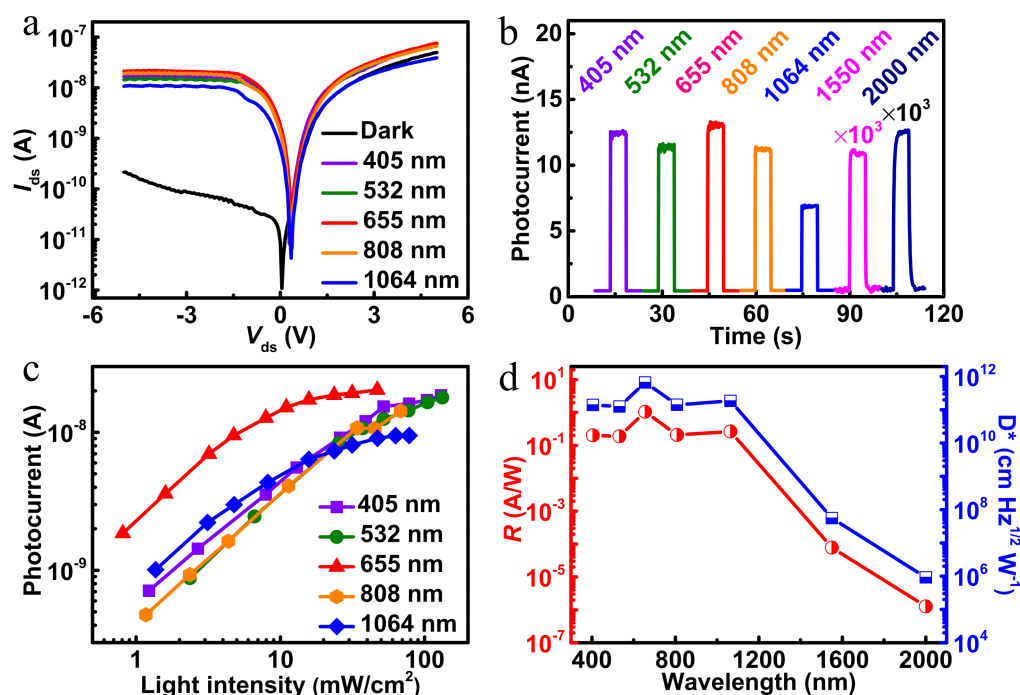 a
I_ds (A)
10^-7
10^-8
10^-9
10^-10
10^-11
10^-12
Dark
405 nm
532 nm
655 nm
808 nm
1064 nm
-6 -3 0 3 6
V_ds (V)
b
Photocurrent (nA)
20
15
10
5
0
405 nm
532 nm
655 nm
808 nm
1064 nm
1550 nm
2000 nm
×10^3
×10^3
0 30 60 90 120
Time (s)
c
Photocurrent (A)
10^-8
10^-9
405 nm
532 nm
655 nm
808 nm
1064 nm
1 10 100
Light intensity (mW/cm^2)
d
R (A/W)
10^1
10^-1
10^-3
10^-5
10^-7
10^12
10^10
10^8
10^6
10^4
D* (cm Hz^1/2 W^-1)
400 800 1200 1600 2000
Wavelength (nm)